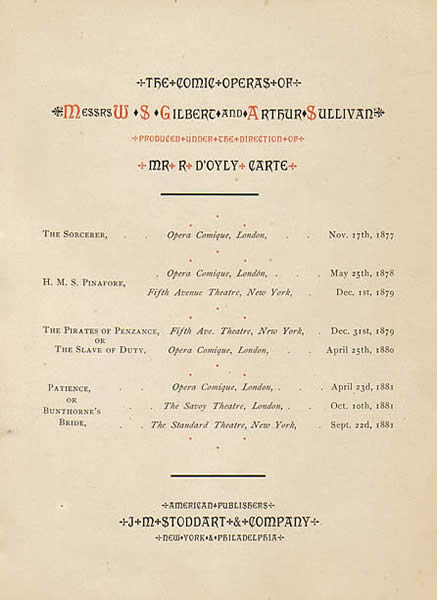 THE COMIC OPERAS OF
MESSRS W. S. GILBERT AND ARTHUR SULLIVAN
PRODUCED UNDER THE DIRECTION OF
MR R D'OYLY CARTE
The Sorcerer, . . Opera Comique, London, . . Nov. 17th, 1877
. Opera Comique, London, . . May 25th, 1878
H. M. S. Pinafore,
Fifth Avenue Theatre, New York, . Dec. 1st, 1879
The Pirates of Penzance, Fifth Ave. Theatre, New York, . Dec. 31st, 1879
or
The Slave of Duty, . Opera Comique, London, . . April 25th, 1880
Patience, . . Opera Comique, London, . . April 23d, 1881
or . The Savoy Theatre, London, . . Oct. 10th, 1881
Bunthorne's
Bride, . . The Standard Theatre, New York, . Sept. 22d, 1881
AMERICAN PUBLISHERS
J. M. STODDART & COMPANY
NEW YORK & PHILADELPHIA